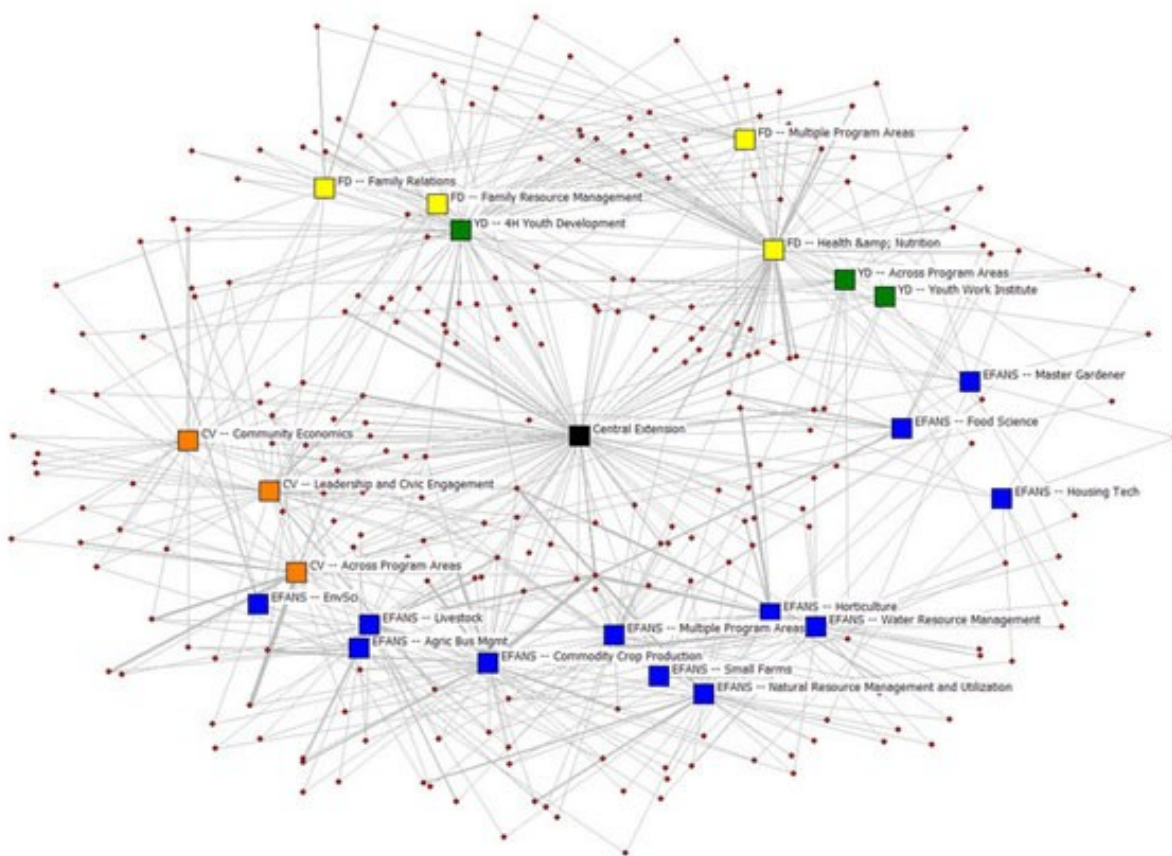 FD -- Multiple Program Areas
FD -- Family Relations
FD -- Family Resource Management
YD -- 4H Youth Development
FD -- Health &amp; Nutrition
YD -- Across Program Areas
YD -- Youth Work Institute
EFANS -- Master Gardener
EFANS -- Food Science
Central Extension
CV -- Community Economics
CV -- Leadership and Civic Engagement
EFANS -- Housing Tech
CV -- Across Program Areas
EFANS -- EnvSci
EFANS -- Horticulture
EFANS -- Livestock
EFANS -- Water Resource Management
EFANS -- Multiple Program Areas
EFANS -- Agric Bus Mgmt
EFANS -- Commodity Crop Production
EFANS -- Small Farms
EFANS -- Natural Resource Management and Utilization